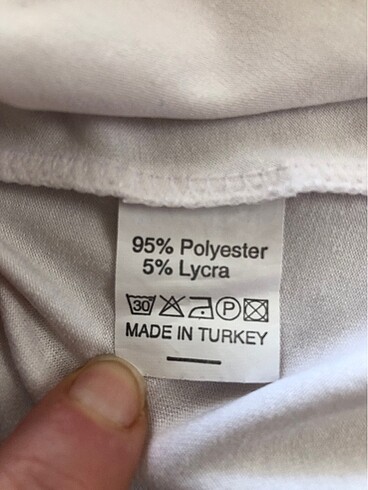 95% Polyester
5% Lycra
30 P
MADE IN TURKEY